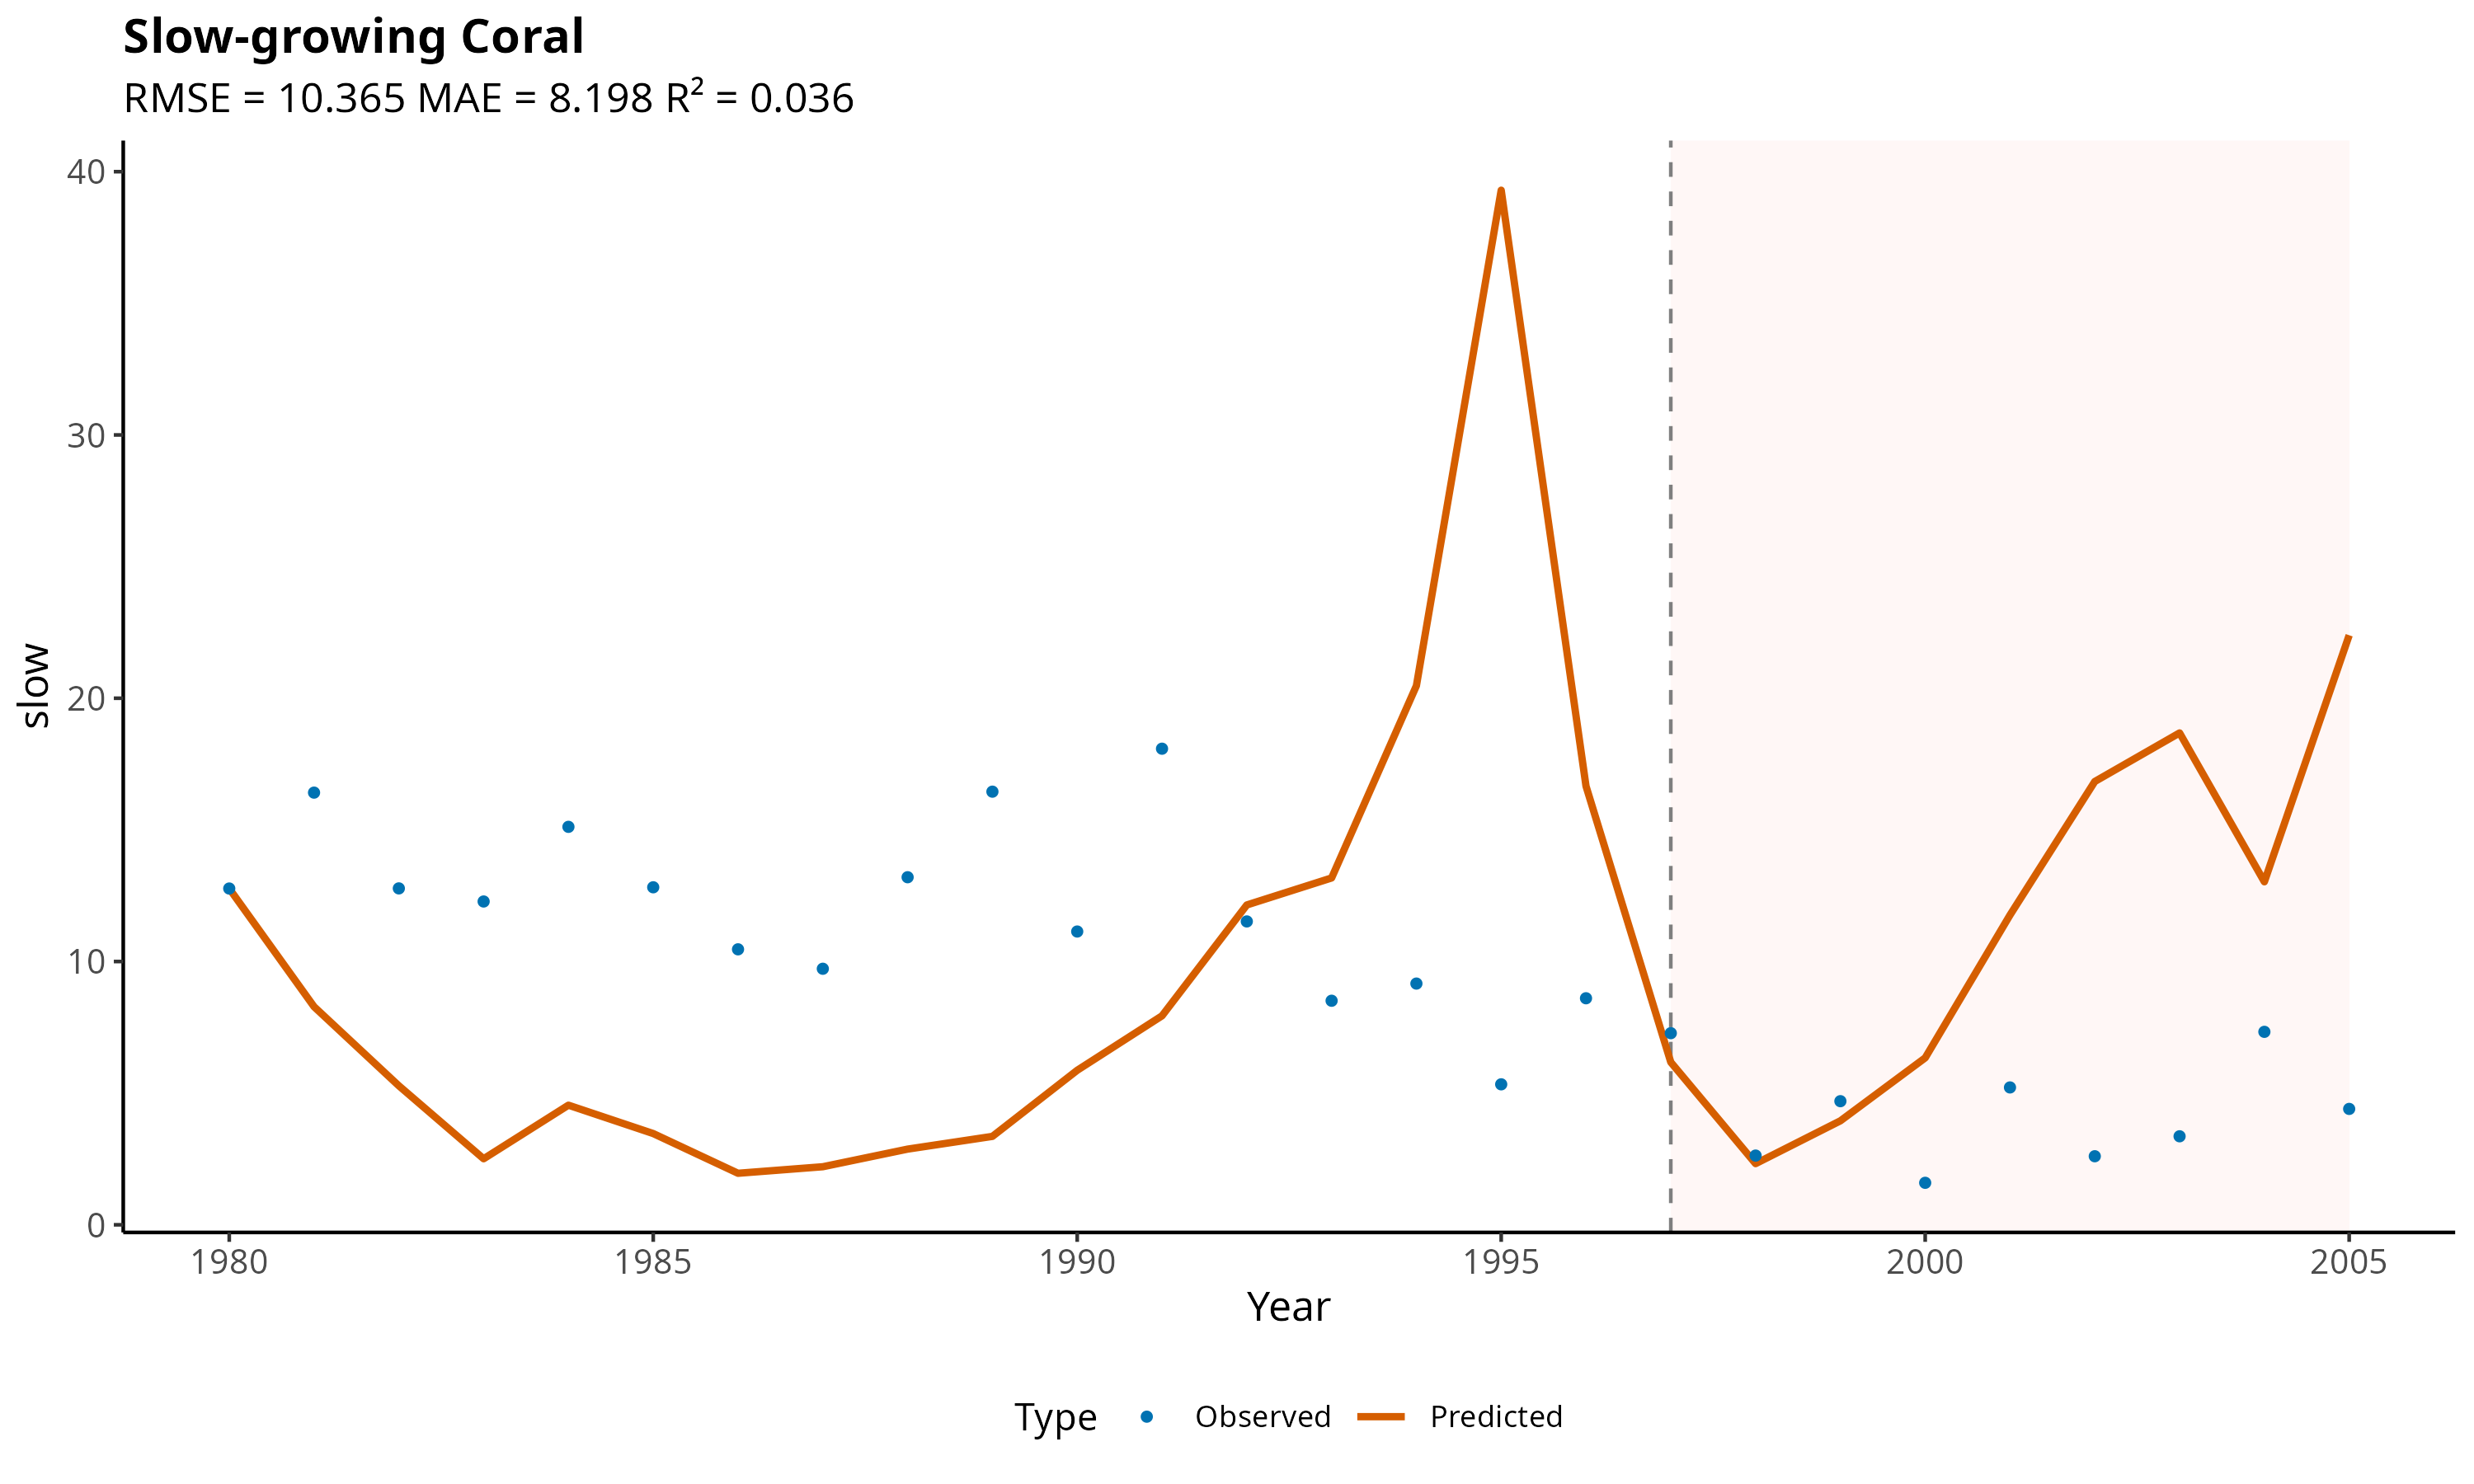 Slow-growing Coral
RMSE = 10.365 MAE = 8.198 R² = 0.036
40
30
20
10
0
slow
1980 1985 1990 1995 2000 2005
Year
Type Observed Predicted